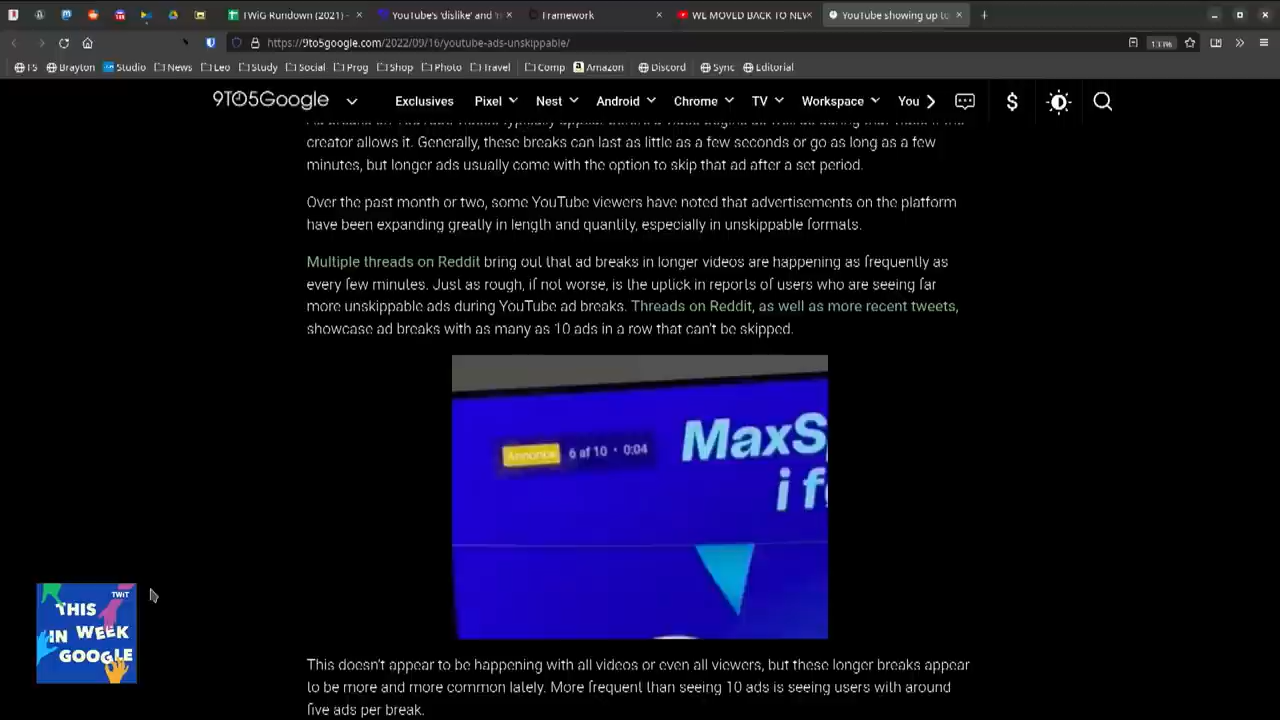 TWiG Rundown (2021) -
YouTube's 'dislike' and 'n
Framework
WE MOVED BACK TO NEW
YouTube showing up to
https://9to5google.com/2022/09/16/youtube-ads-unskippable/
133%
TS
Brayton
Studio
News
Leo
Study
Social
Prog
Shop
Photo
Travel
Comp
Amazon
Discord
Sync
Editorial
9TO5Google
Exclusives
Pixel
Nest
Android
Chrome
TV
Workspace
You
creator allows it. Generally, these breaks can last as little as a few seconds or go as long as a few
minutes, but longer ads usually come with the option to skip that ad after a set period.
Over the past month or two, some YouTube viewers have noted that advertisements on the platform
have been expanding greatly in length and quantity, especially in unskippable formats.
Multiple threads on Reddit bring out that ad breaks in longer videos are happening as frequently as
every few minutes. Just as rough, if not worse, is the uptick in reports of users who are seeing far
more unskippable ads during YouTube ad breaks. Threads on Reddit, as well as more recent tweets,
showcase ad breaks with as many as 10 ads in a row that can't be skipped.
Annonce 6 af 10 · 0:04
MaxS
i f
TWiT
THIS
IN WEEK
GOOGLE
This doesn't appear to be happening with all videos or even all viewers, but these longer breaks appear
to be more and more common lately. More frequent than seeing 10 ads is seeing users with around
five ads per break.